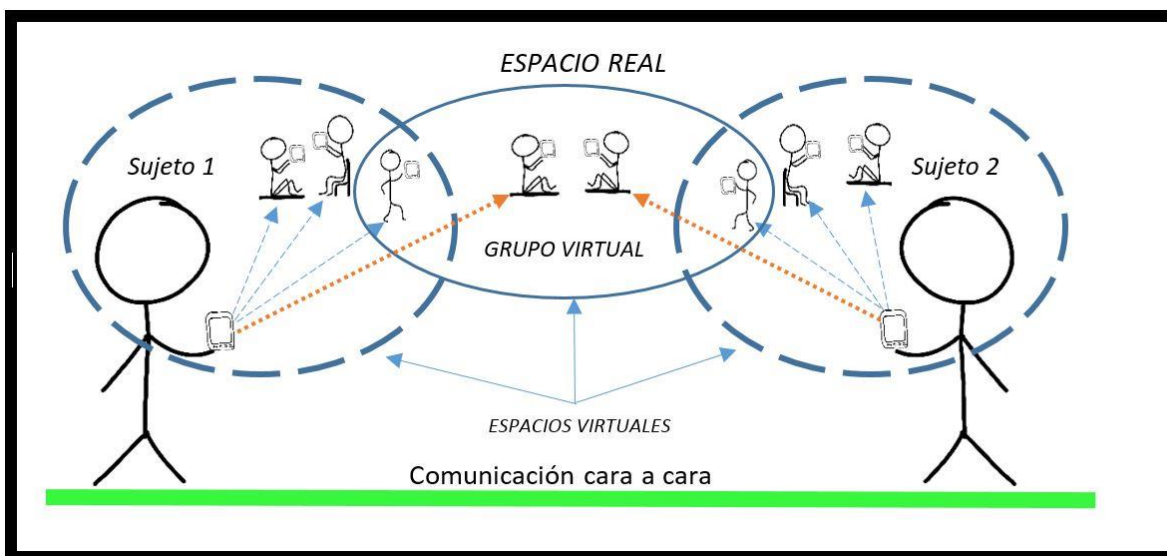 ESPACIO REAL
Sujeto 1
Sujeto 2
GRUPO VIRTUAL
ESPACIOS VIRTUALES
Comunicación cara a cara